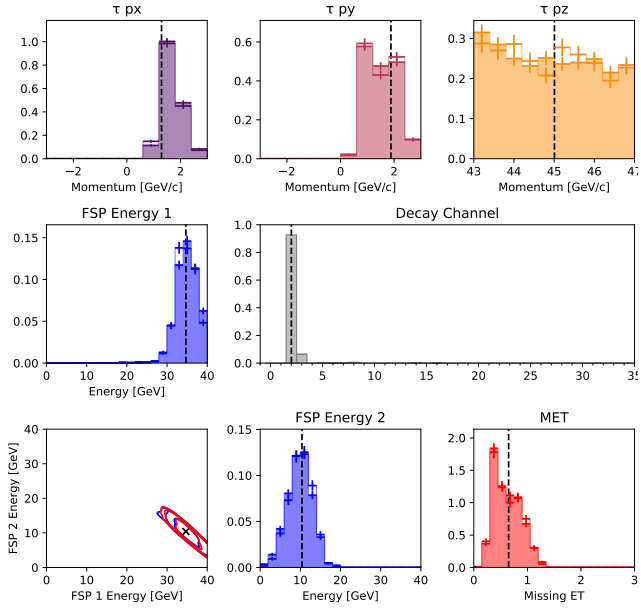 τ px
τ py
τ pz
1.0
0.8
0.6
0.4
0.2
0.0
0.6
0.4
0.2
0.0
0.3
0.2
0.1
0.0
−2 0 2
−2 0 2
43 44 45 46 47
Momentum [GeV/c]
Momentum [GeV/c]
Momentum [GeV/c]
FSP Energy 1
Decay Channel
0.15
0.10
0.05
0.00
1.0
0.8
0.6
0.4
0.2
0.0
0 10 20 30 40
0 5 10 15 20 25 30 35
Energy [GeV]
FSP Energy 2
MET
FSP 2 Energy [GeV]
40
30
20
10
0
0.15
0.10
0.05
0.00
2.0
1.5
1.0
0.5
0.0
0 10 20 30 40
0 10 20 30 40
0 1 2 3
FSP 1 Energy [GeV]
Energy [GeV]
Missing ET